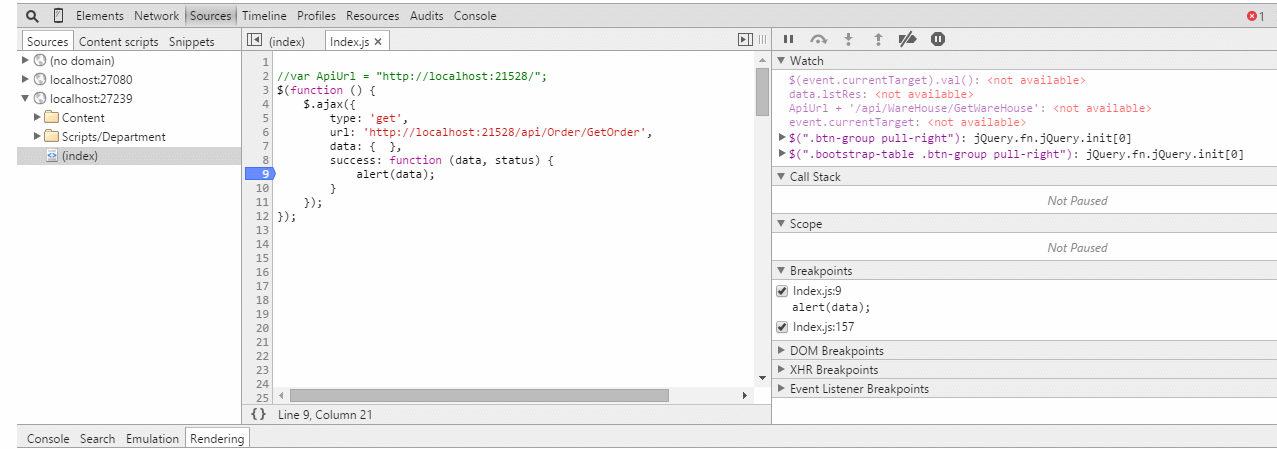 Elements Network Sources Timeline Profiles Resources Audits Console 1
Sources Content scripts Snippets
(no domain)
localhost:27080
localhost:27239
Content
Scripts/Department
(index)
(index) Index.js ×
1
2 //var ApiUrl = "http://localhost:21528/";
3 $(function () {
4 $.ajax({
5 type: 'get',
6 url: 'http://localhost:21528/api/Order/GetOrder',
7 data: { },
8 success: function (data, status) {
9 alert(data);
10 }
11 });
12 });
13
14
15
16
17
18
19
20
21
22
23
24
25
{} Line 9, Column 21
Watch
$(event.currentTarget).val(): <not available>
data.lstRes: <not available>
ApiUrl + '/api/WareHouse/GetWareHouse': <not available>
event.currentTarget: <not available>
$(".btn-group pull-right"): jQuery.fn.jQuery.init[0]
$(".bootstrap-table .btn-group pull-right"): jQuery.fn.jQuery.init[0]
Call Stack
Not Paused
Scope
Not Paused
Breakpoints
Index.js:9
alert(data);
Index.js:157
DOM Breakpoints
XHR Breakpoints
Event Listener Breakpoints
Console Search Emulation Rendering